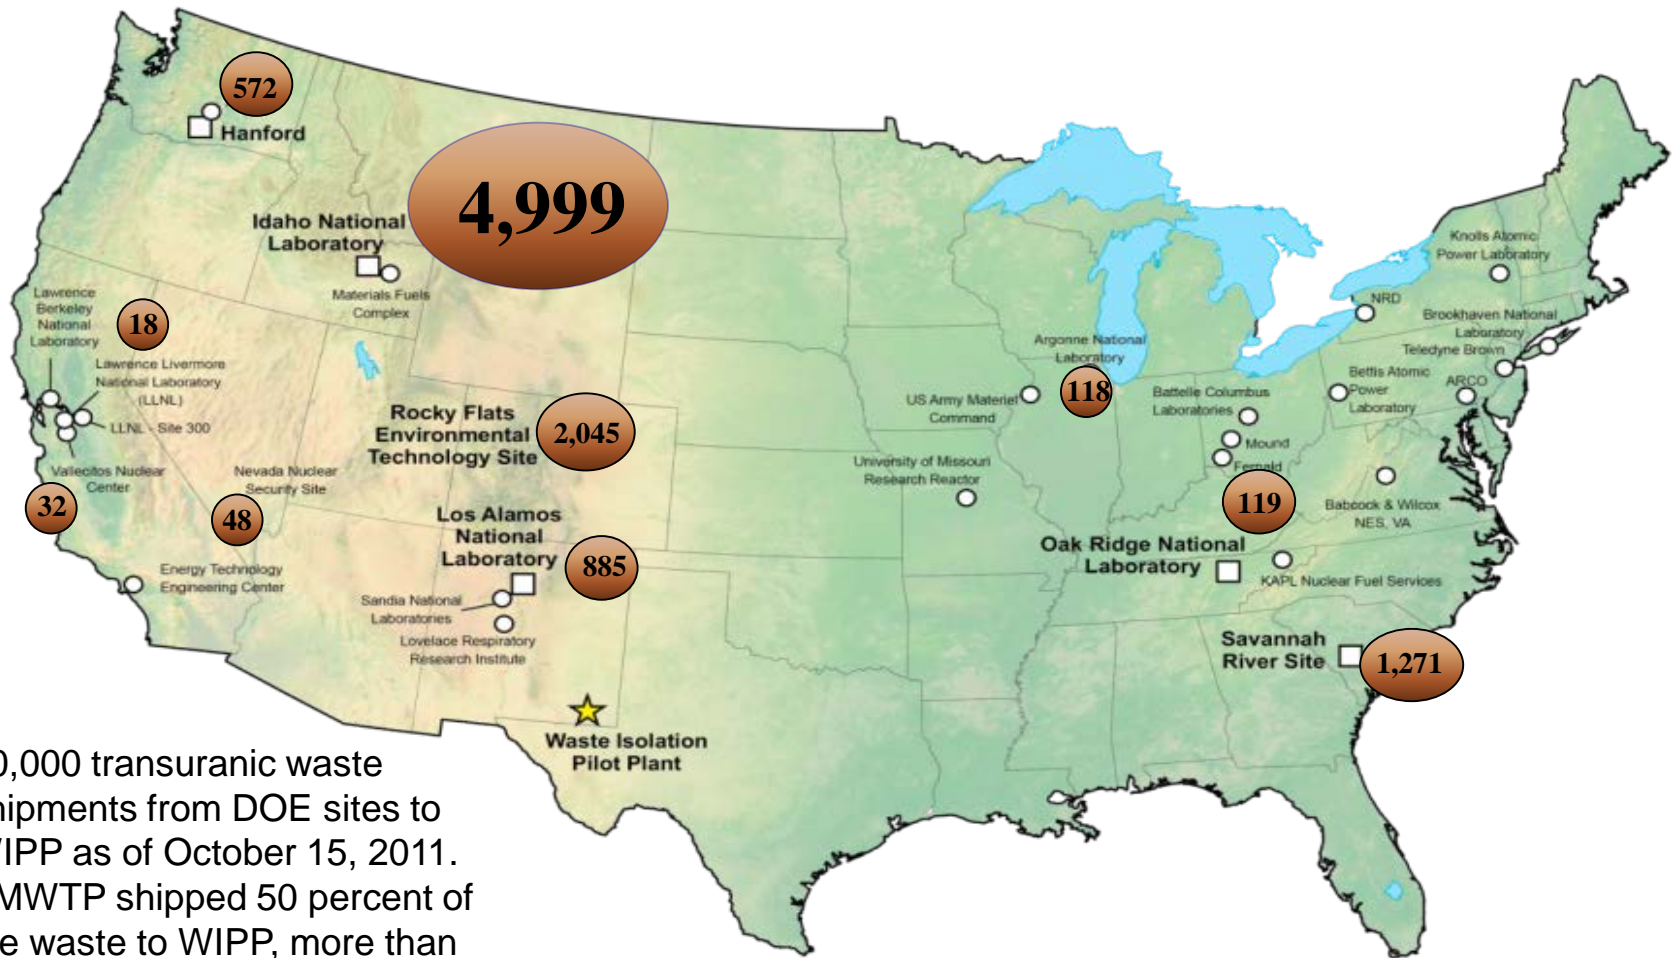 572
Hanford
4,999
Idaho National
Laboratory
Materials Fuels
Complex
Lawrence
Berkeley
National
Laboratory
18
Lawrence Livermore
National Laboratory
(LLNL)
LLNL - Site 300
Vallecitos Nuclear
Center
32
Nevada Nuclear
Security Site
48
Energy Technology
Engineering Center
Rocky Flats
Environmental
Technology Site
2,045
Los Alamos
National
Laboratory
885
Sandia National
Laboratories
Lovelace Respiratory
Research Institute
Waste Isolation
Pilot Plant
Argonne National
Laboratory
118
US Army Materiel
Command
University of Missouri
Research Reactor
Battelle Columbus
Laboratories
Mound
Fernald
119
Oak Ridge National
Laboratory
KAPL Nuclear Fuel Services
Savannah
River Site
1,271
Knolls Atomic
Power Laboratory
NRD
Brookhaven National
Laboratory
Teledyne Brown
Bettis Atomic
Power
Laboratory
ARCO
Babcock & Wilcox
NES, VA
0,000 transuranic waste
hipments from DOE sites to
IPP as of October 15, 2011.
MWTP shipped 50 percent of
e waste to WIPP, more than